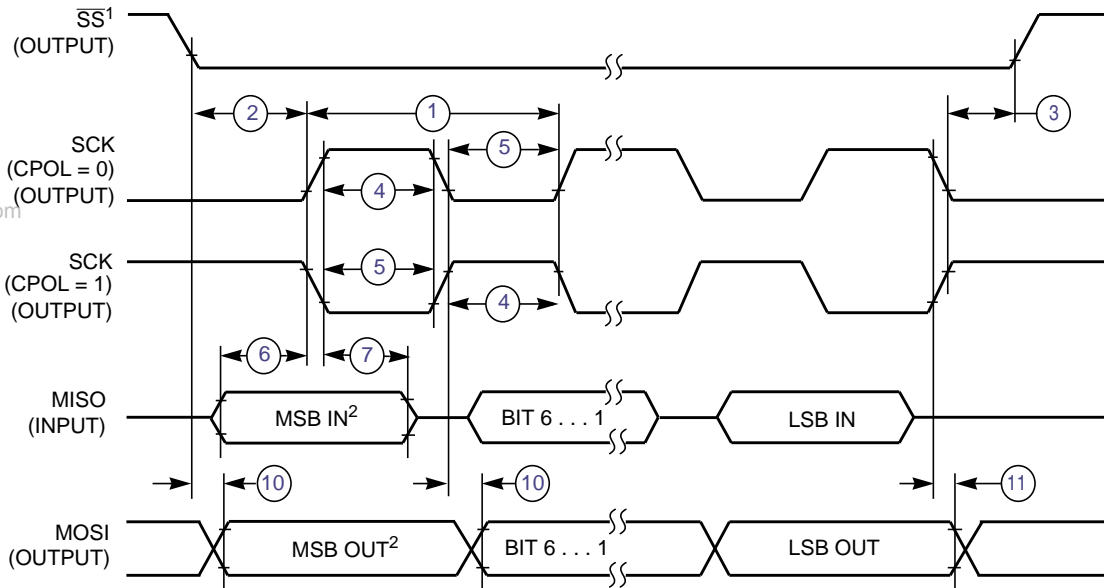 SS¹
(OUTPUT)
2
1
3
SCK
(CPOL = 0)
(OUTPUT)
5
4
om
SCK
(CPOL = 1)
(OUTPUT)
5
4
6
7
MISO
(INPUT)
MSB IN²
BIT 6 . . . 1
LSB IN
10
10
11
MOSI
(OUTPUT)
MSB OUT²
BIT 6 . . . 1
LSB OUT